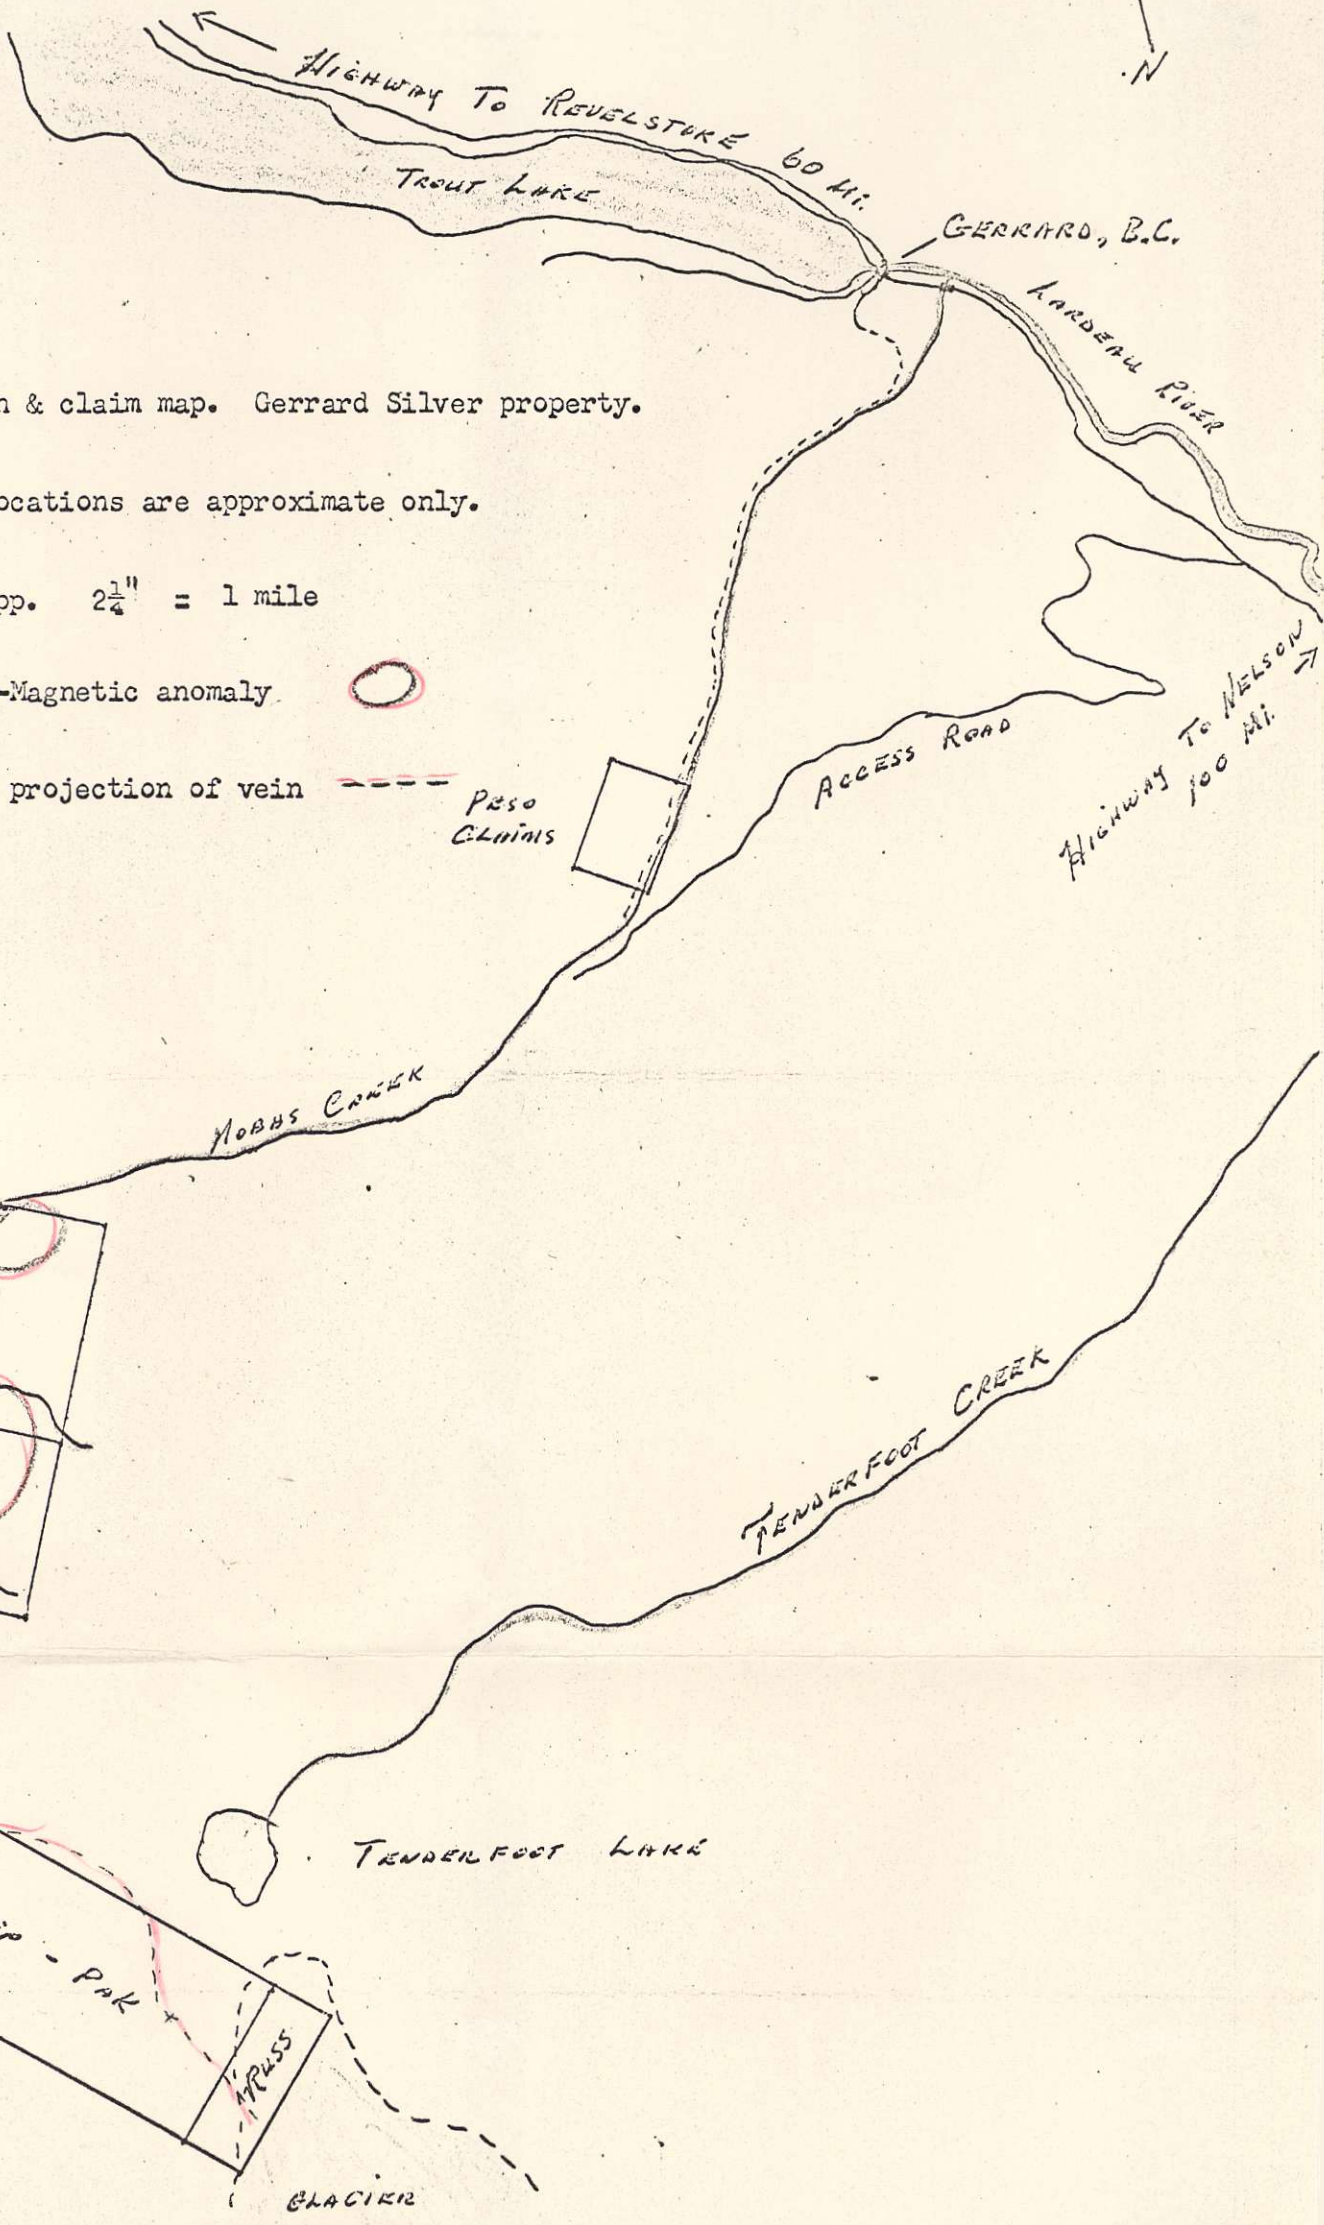 N
HIGHWAY TO REVELSTOKE 60 Mi.
TROUT LAKE
GERRARD, B.C.
LARDEAU RIVER
& claim map. Gerrard Silver property.
ocations are approximate only.
pp. 2¼" = 1 mile
-Magnetic anomaly
projection of vein
PESO
CLAIMS
ACCESS ROAD
HIGHWAY TO NELSON
100 Mi.
HOBBS CREEK
TENDERFOOT CREEK
TENDERFOOT LAKE
- PAK
RUSS
GLACIER